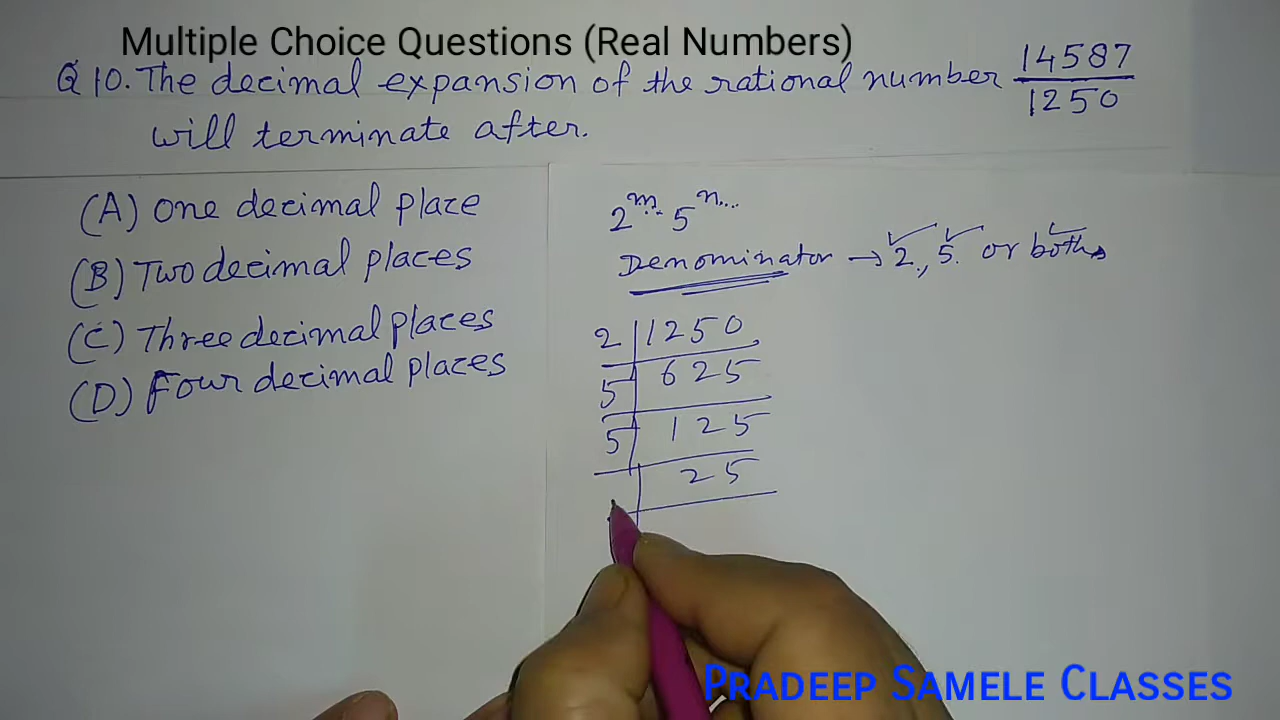 Multiple Choice Questions (Real Numbers)
Q 10. The decimal expansion of the rational number 14587/1250
will terminate after.
(A) one decimal place
(B) Two decimal places
(C) Three decimal places
(D) Four decimal places
2^m... 5^n...
Denominator → 2, 5. or both
2 | 1250
5 | 625
5 | 125
| 25
PRADEEP SAMELE CLASSES